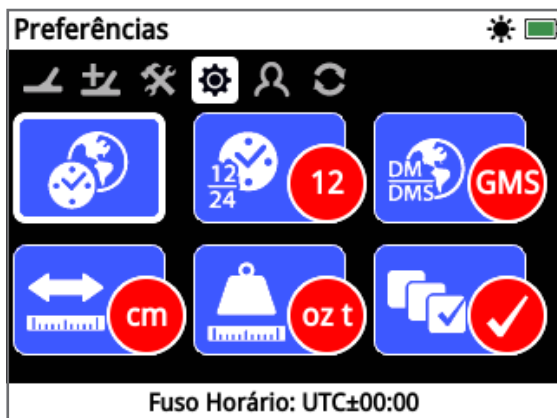 Preferências
12
24
12
DM
DMS
GMS
cm
oz t
Fuso Horário: UTC±00:00